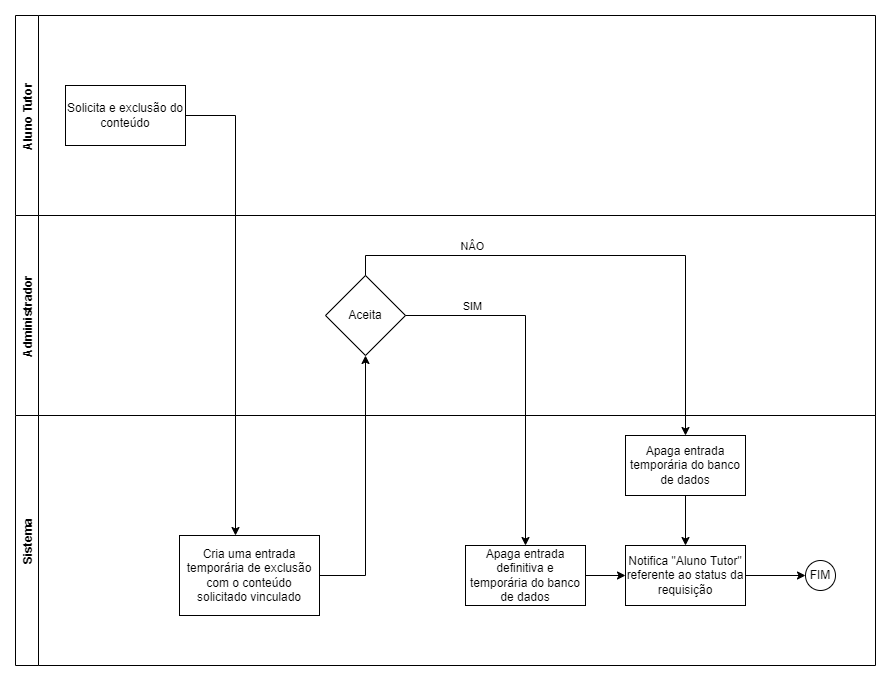 Aluno Tutor
Solicita e exclusão do
conteúdo
Administrador
NÂO
SIM
Aceita
Sistema
Apaga entrada
temporária do banco
de dados
Cria uma entrada
temporária de exclusão
com o conteúdo
solicitado vinculado
Apaga entrada
definitiva e
temporária do banco
de dados
Notifica "Aluno Tutor"
referente ao status da
requisição
FIM